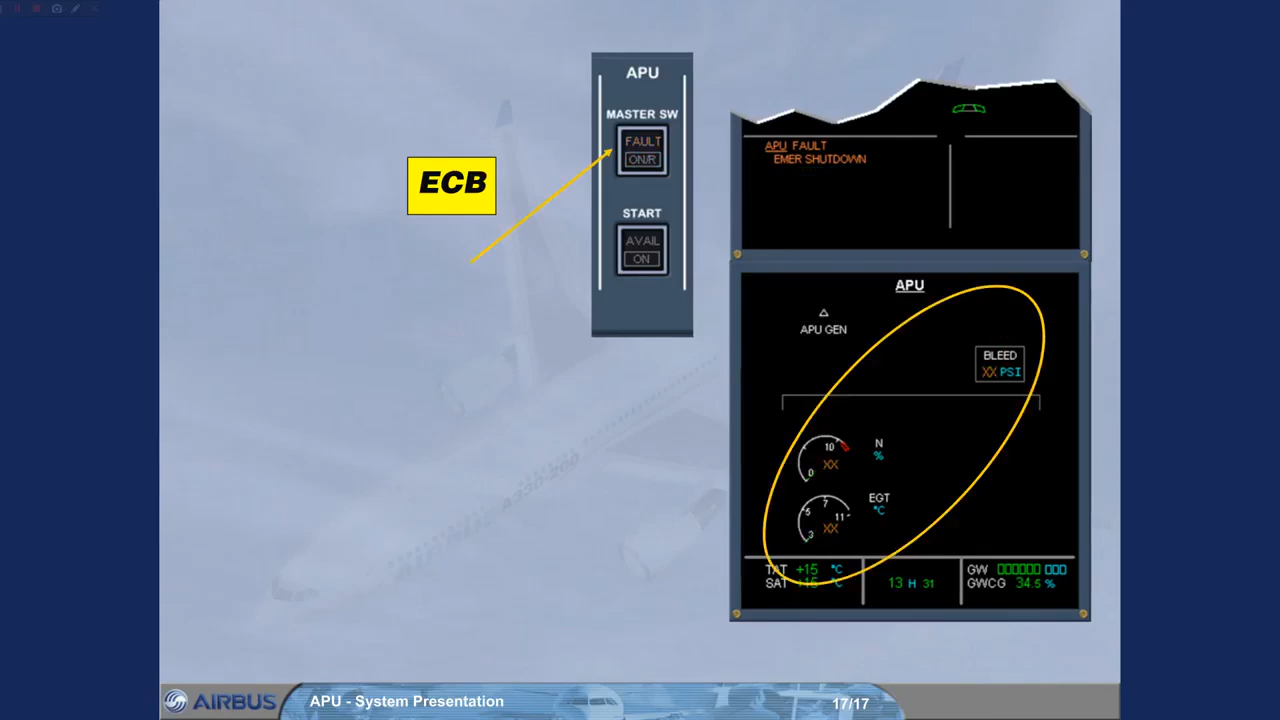 ECB
APU
MASTER SW
FAULT
ON/R
START
AVAIL
ON
APU FAULT
EMER SHUTDOWN
APU
APU GEN
BLEED
XX PSI
10
0
XX
N
%
7
5
11
3
XX
EGT
°C
TAT +15 °C
SAT +15 °C
13 H 31
GW
GWCG 34.5 %
AIRBUS
APU - System Presentation
17/17